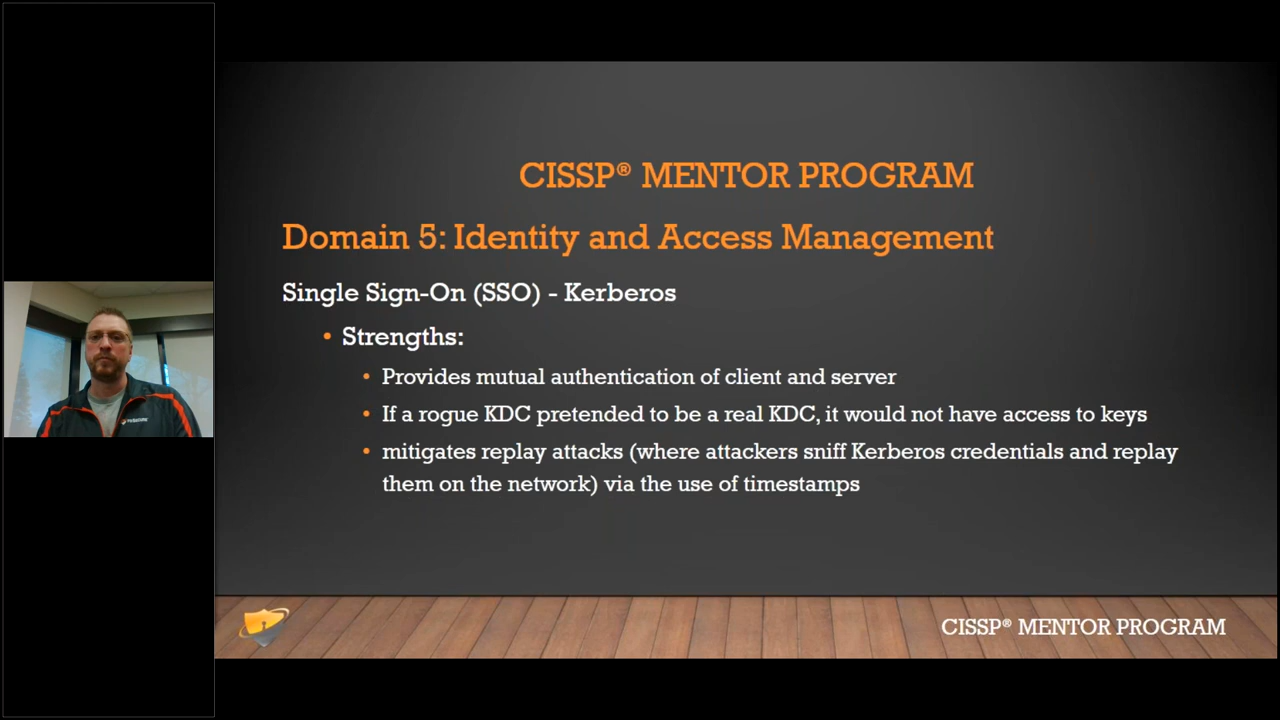 CISSP® MENTOR PROGRAM
Domain 5: Identity and Access Management
Single Sign-On (SSO) - Kerberos
• Strengths:
• Provides mutual authentication of client and server
• If a rogue KDC pretended to be a real KDC, it would not have access to keys
• mitigates replay attacks (where attackers sniff Kerberos credentials and replay
them on the network) via the use of timestamps
CISSP® MENTOR PROGRAM